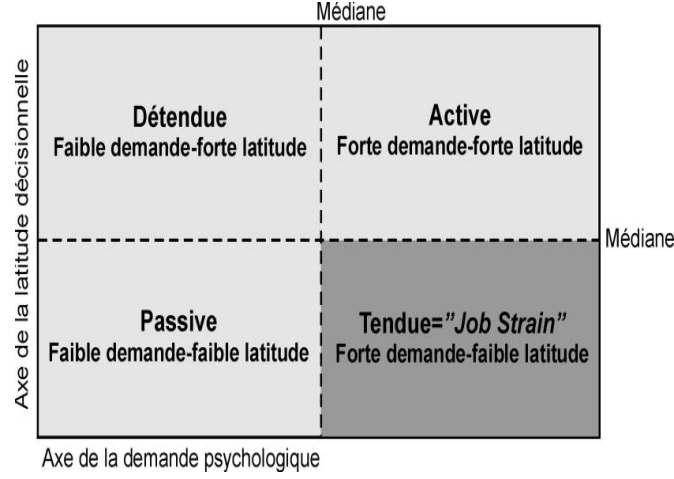 Médiane
Axe de la latitude décisionnelle
Détendue
Faible demande-forte latitude
Active
Forte demande-forte latitude
Médiane
Passive
Faible demande-faible latitude
Tendue="Job Strain"
Forte demande-faible latitude
Axe de la demande psychologique